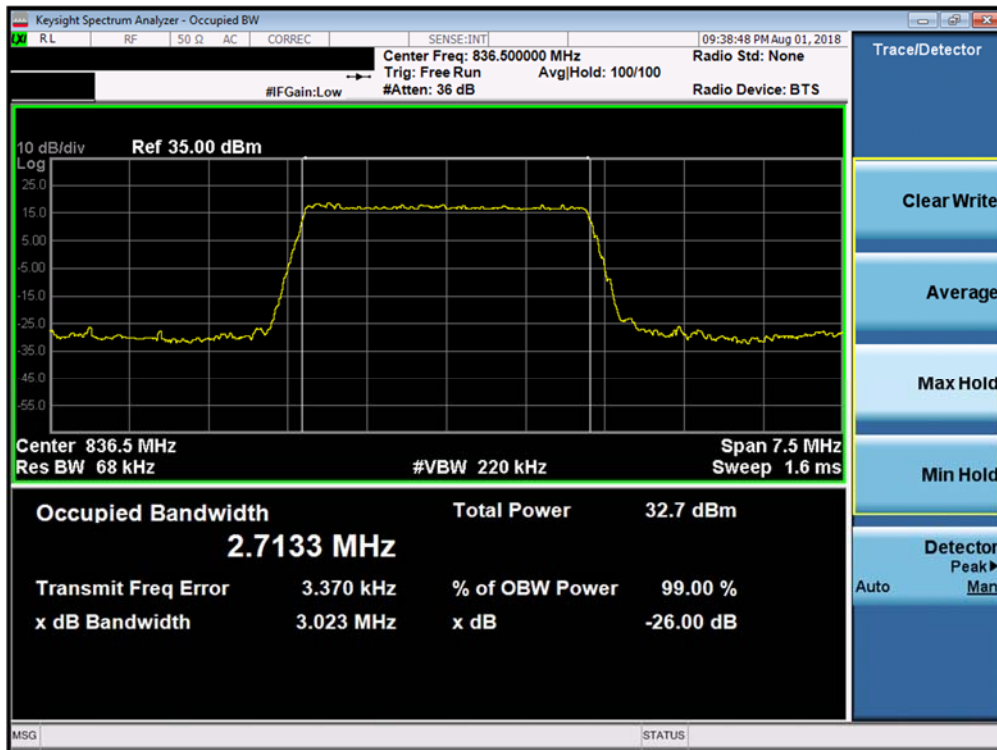 Keysight Spectrum Analyzer - Occupied BW
LXI RL RF 50 Ω AC CORREC SENSE:INT 09:38:48 PM Aug 01, 2018
Center Freq: 836.500000 MHz Radio Std: None
Trig: Free Run Avg|Hold: 100/100
#IFGain:Low #Atten: 36 dB Radio Device: BTS
10 dB/div Ref 35.00 dBm
Log
25.0
15.0
5.00
-5.00
-15.0
-25.0
-35.0
-45.0
-55.0
Center 836.5 MHz Span 7.5 MHz
Res BW 68 kHz #VBW 220 kHz Sweep 1.6 ms
Occupied Bandwidth Total Power 32.7 dBm
2.7133 MHz
Transmit Freq Error 3.370 kHz % of OBW Power 99.00 %
x dB Bandwidth 3.023 MHz x dB -26.00 dB
MSG STATUS
Trace/Detector
Clear Write
Average
Max Hold
Min Hold
Detector
Peak▶
Auto Man